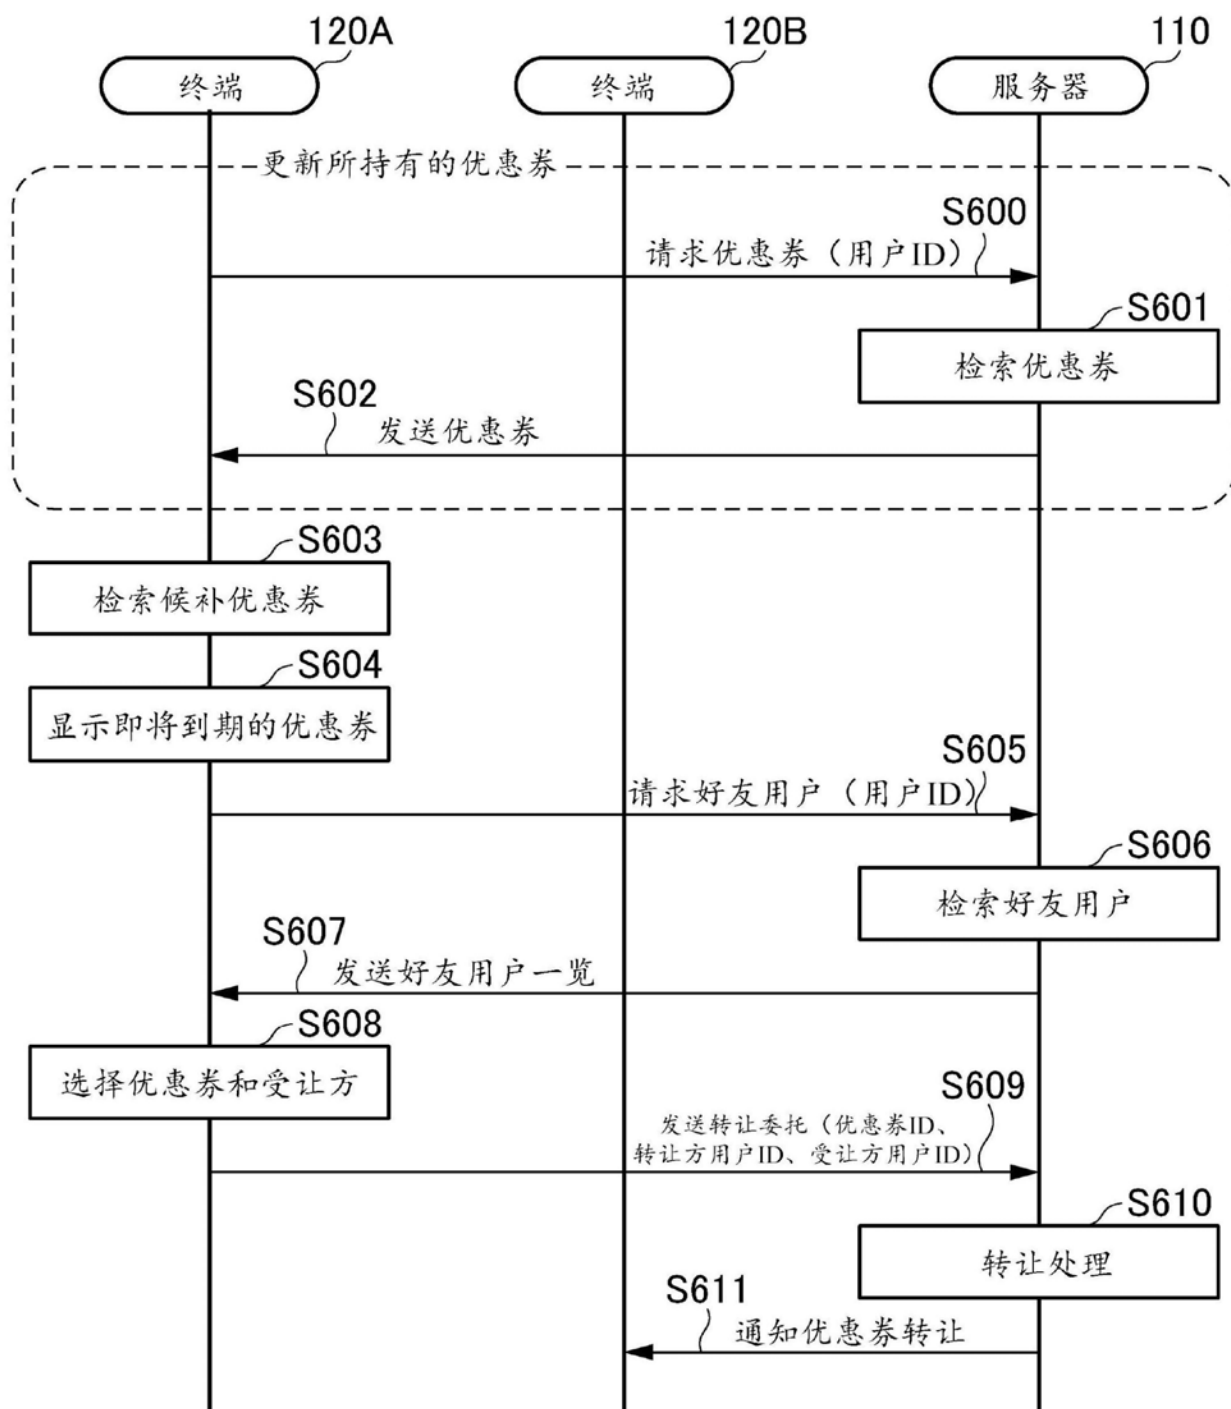 120A
120B
110
终端
终端
服务器
更新所持有的优惠券
S600
请求优惠券（用户ID）
S601
检索优惠券
S602
发送优惠券
S603
检索候补优惠券
S604
显示即将到期的优惠券
S605
请求好友用户（用户ID）
S606
检索好友用户
S607
发送好友用户一览
S608
选择优惠券和受让方
S609
发送转让委托（优惠券ID、
转让方用户ID、受让方用户ID）
S610
转让处理
S611
通知优惠券转让